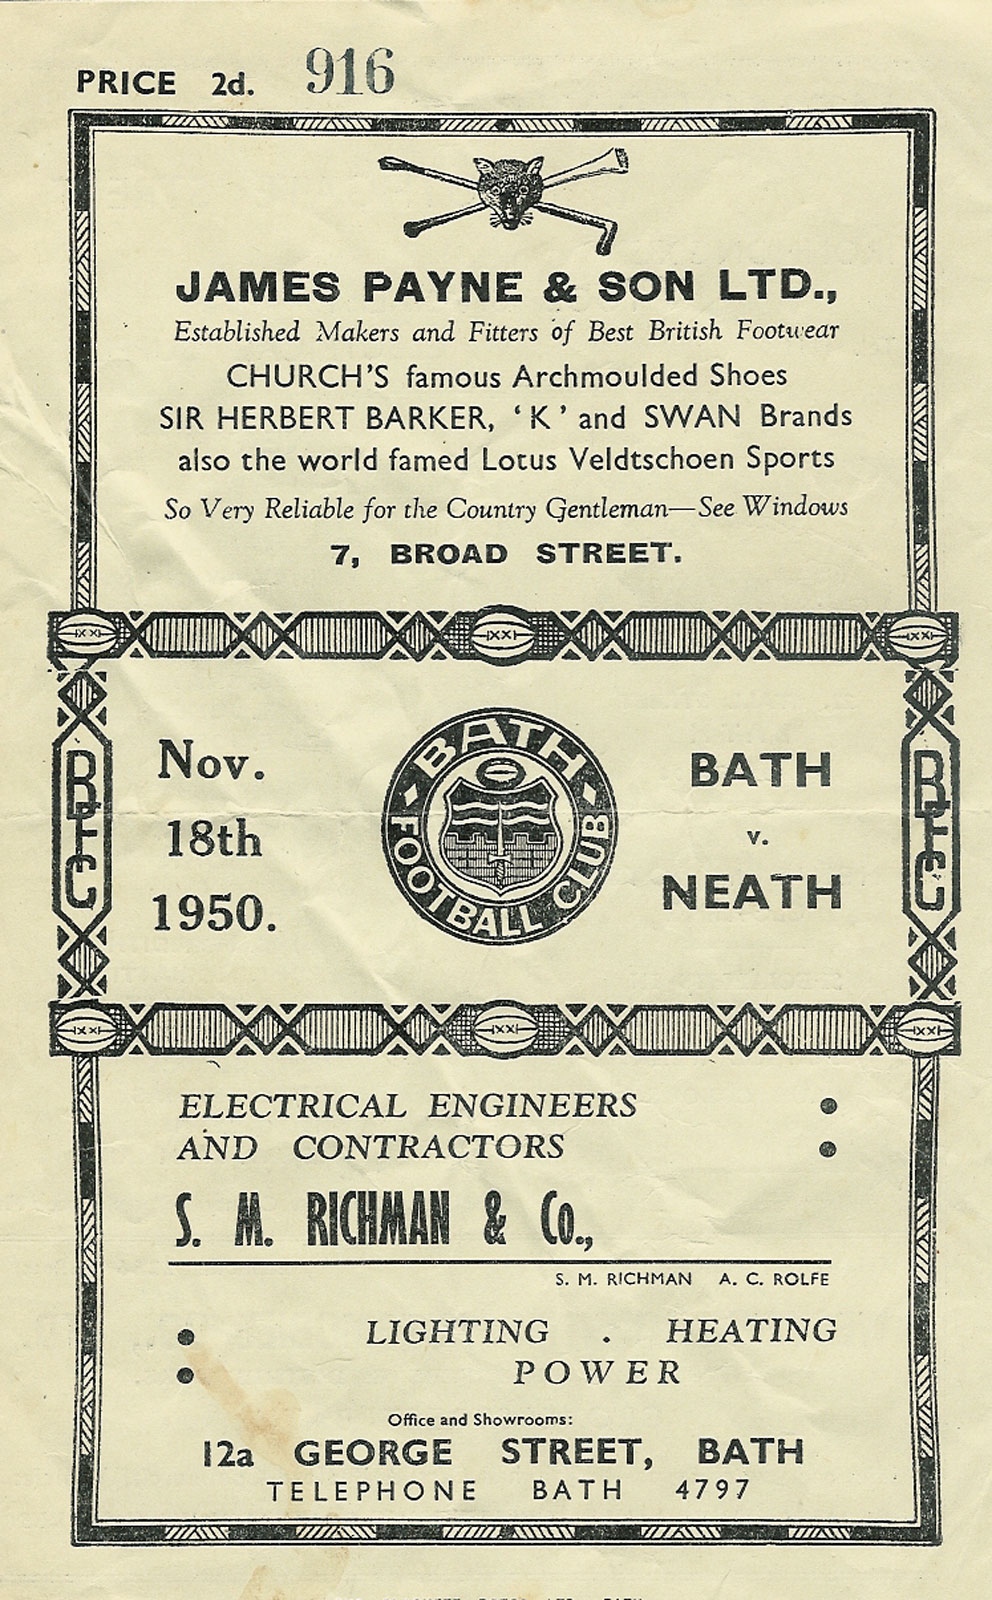 PRICE 2d. 916
JAMES PAYNE & SON LTD.,
Established Makers and Fitters of Best British Footwear
CHURCH'S famous Archmoulded Shoes
SIR HERBERT BARKER, 'K' and SWAN Brands
also the world famed Lotus Veldtschoen Sports
So Very Reliable for the Country Gentleman—See Windows
7, BROAD STREET.
BFC
Nov.
18th
1950.
BATH
FOOTBALL CLUB
BATH
v.
NEATH
BFC
ELECTRICAL ENGINEERS
AND CONTRACTORS
S. M. RICHMAN & Co.,
S. M. RICHMAN A. C. ROLFE
LIGHTING . HEATING
POWER
Office and Showrooms:
12a GEORGE STREET, BATH
TELEPHONE BATH 4797